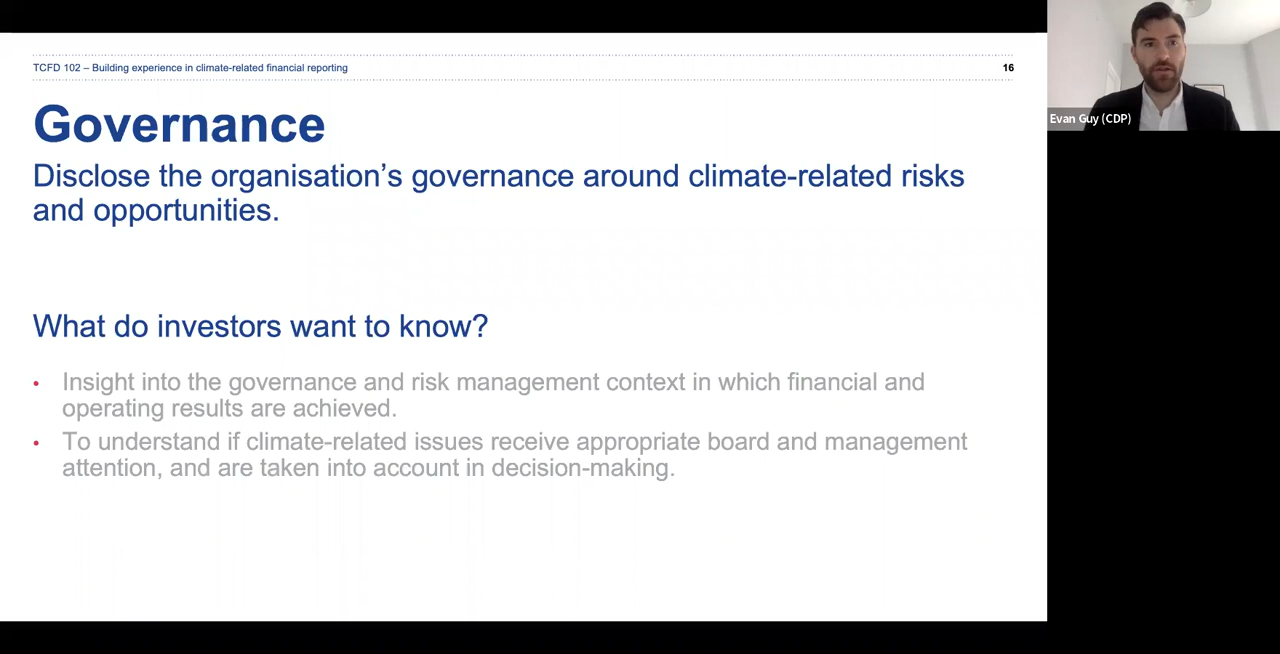 TCFD 102 – Building experience in climate-related financial reporting
16
Governance
Disclose the organisation’s governance around climate-related risks
and opportunities.
What do investors want to know?
• Insight into the governance and risk management context in which financial and
operating results are achieved.
• To understand if climate-related issues receive appropriate board and management
attention, and are taken into account in decision-making.
Evan Guy (CDP)